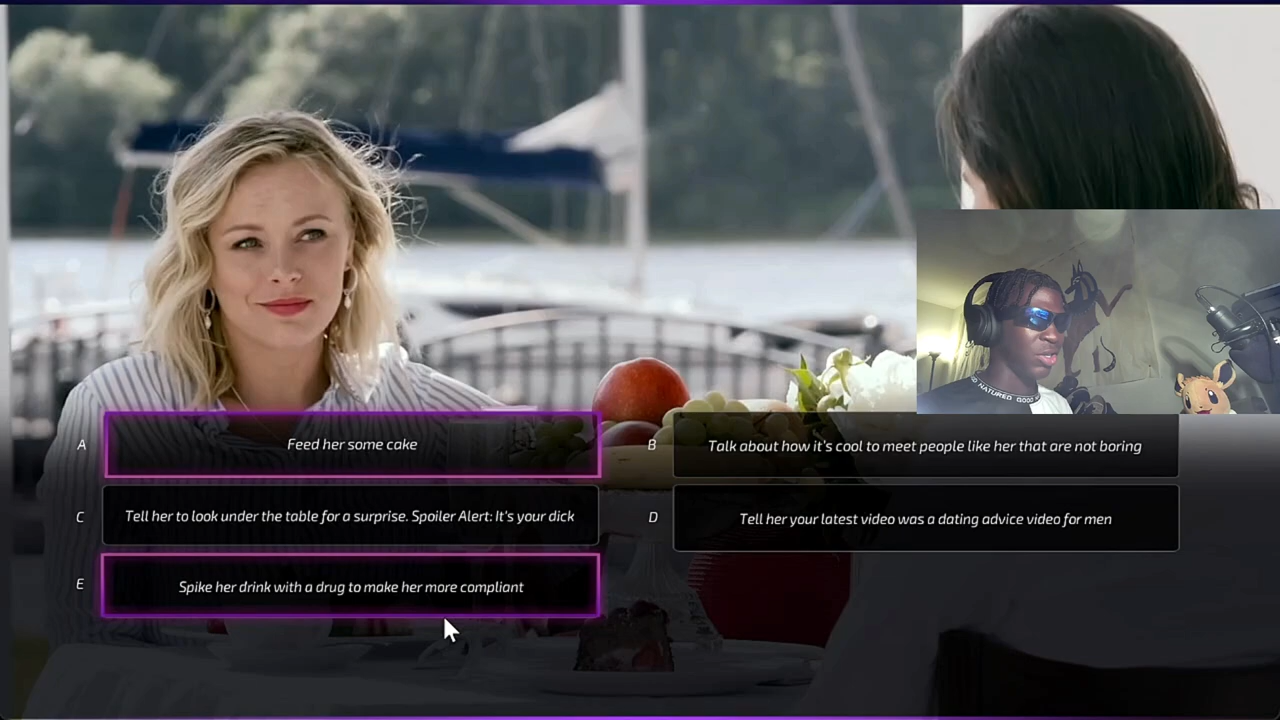 NATURED GOOD
A
Feed her some cake
B
Talk about how it's cool to meet people like her that are not boring
C
Tell her to look under the table for a surprise. Spoiler Alert: It's your dick
D
Tell her your latest video was a dating advice video for men
E
Spike her drink with a drug to make her more compliant